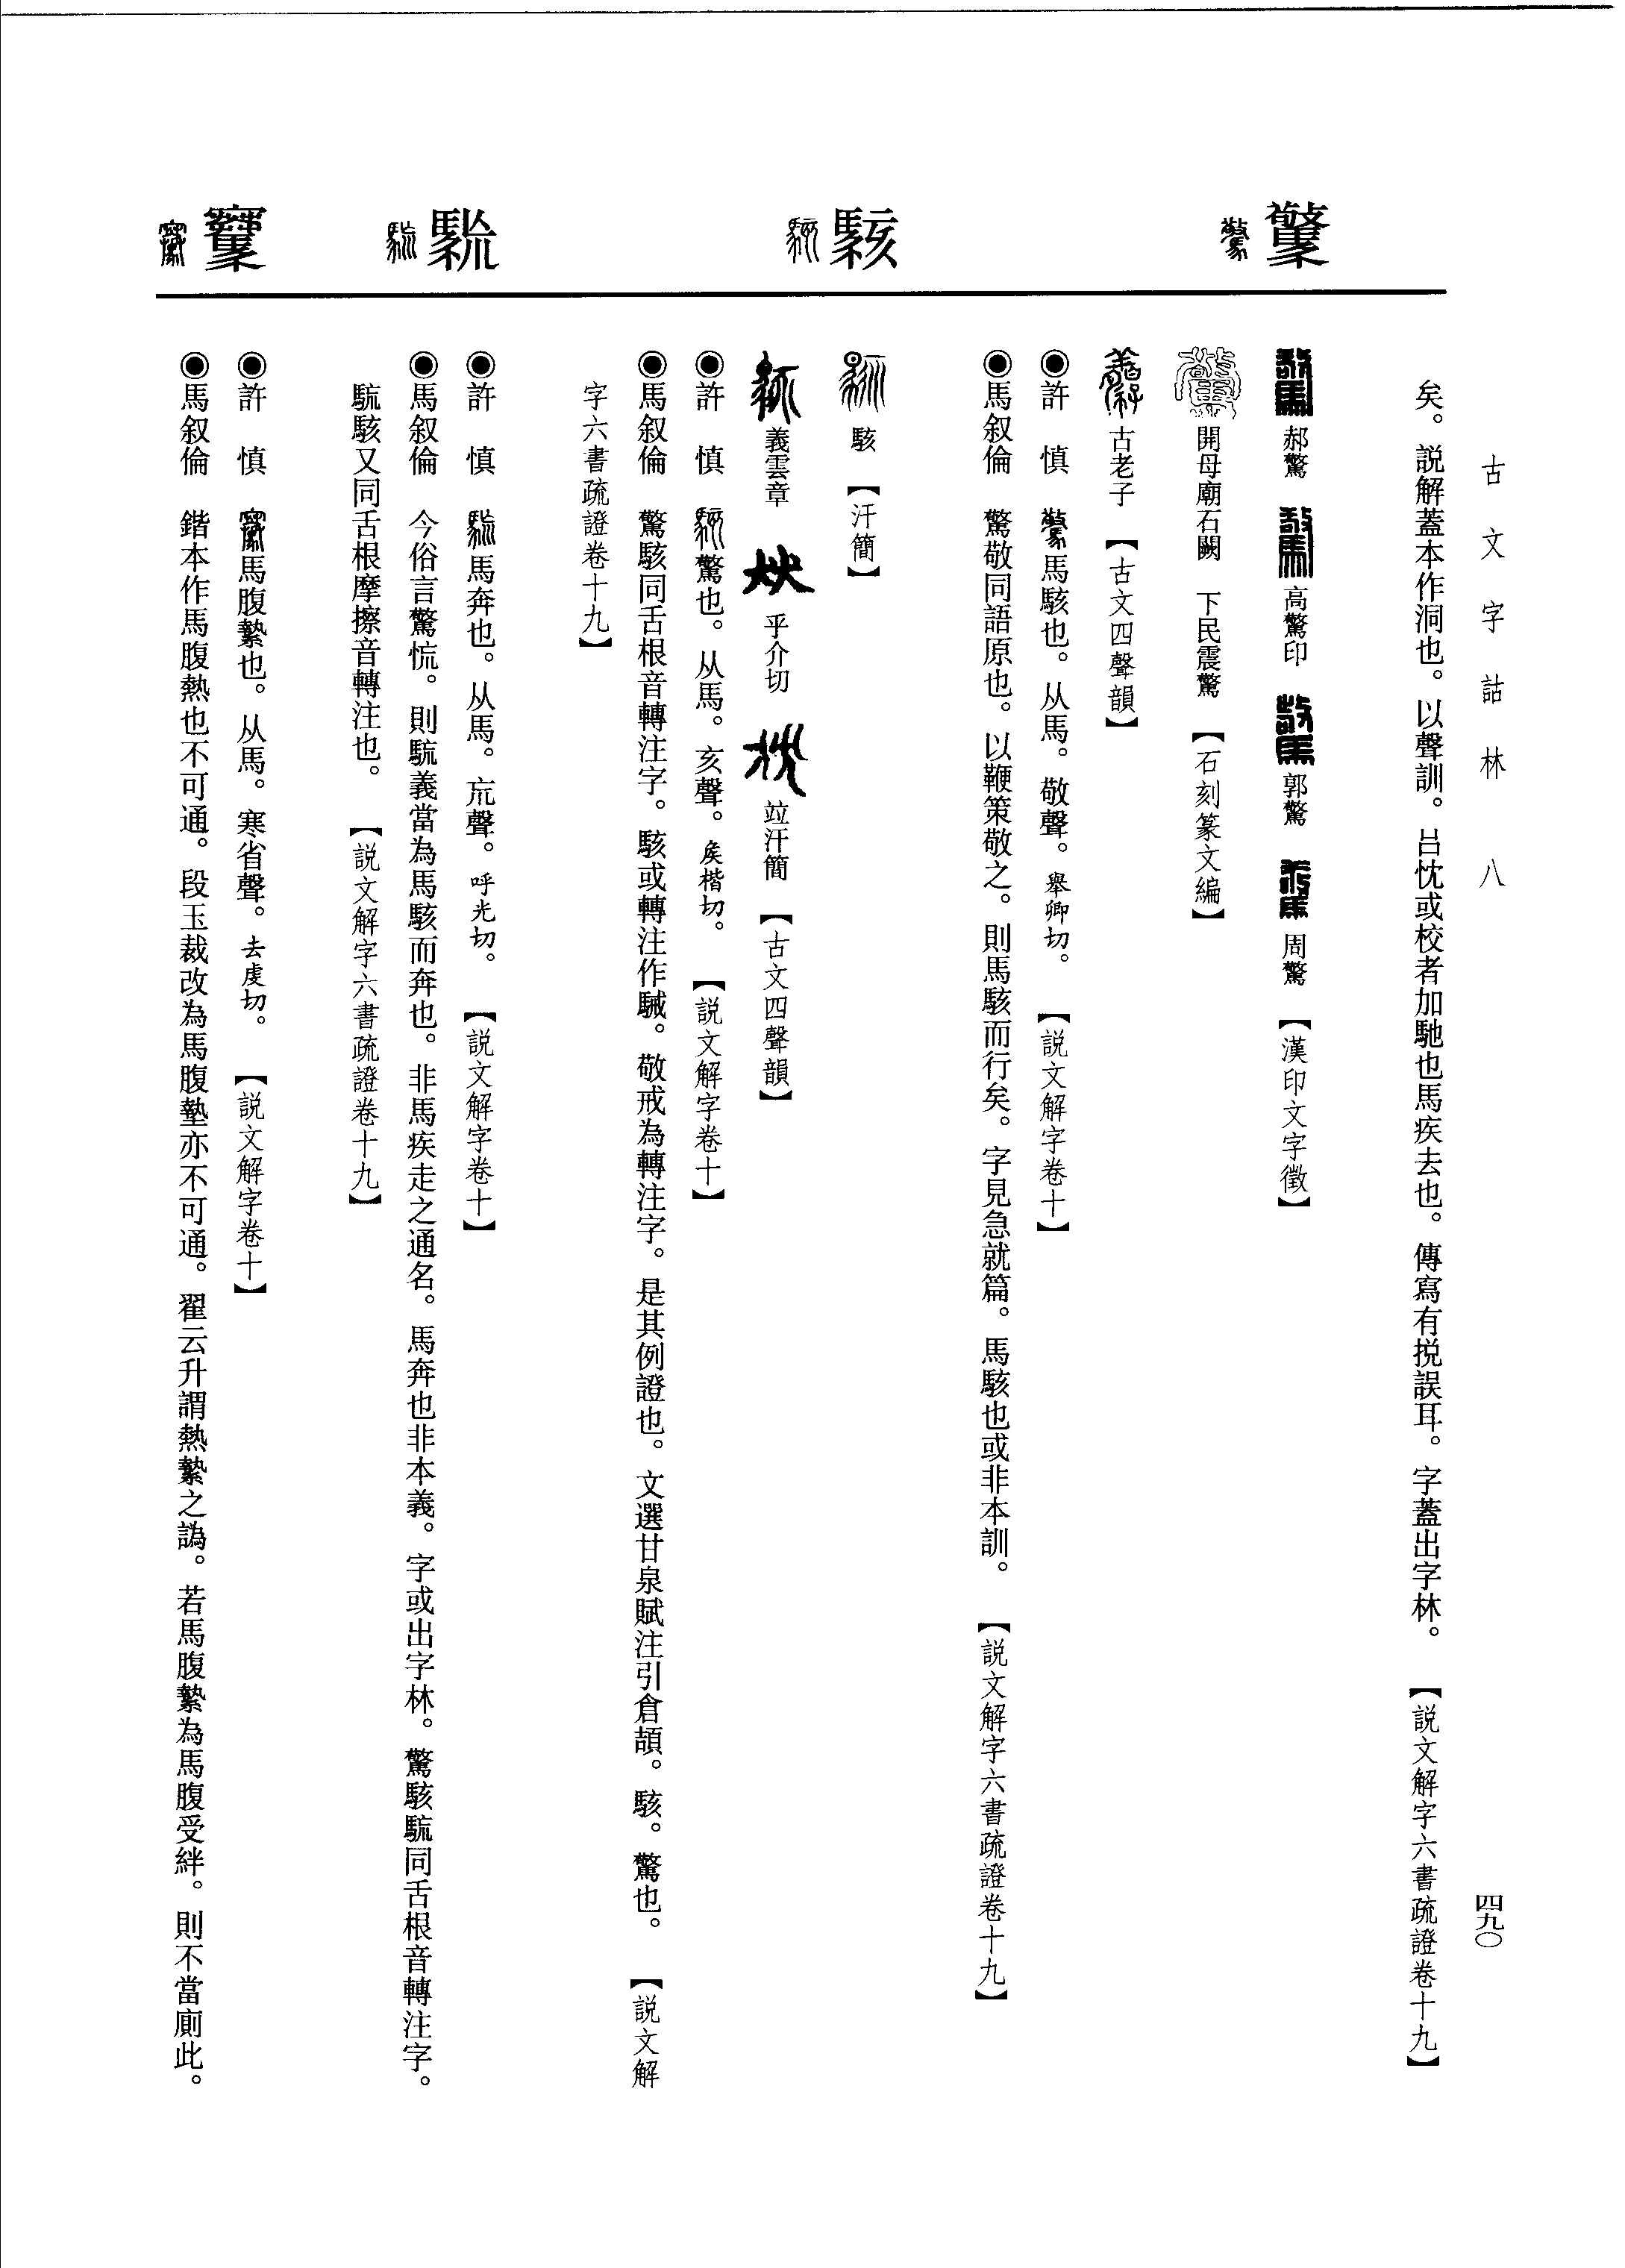 古文字詁林　八
四九〇
矣。説解蓋本作洞也。以聲訓。吕忱或校者加馳也馬疾去也。傳寫有捝誤耳。字蓋出字林。　【説文解字六書疏證卷十九】
驚
郝驚　高驚印　郭驚　周驚　【漢印文字徵】
開母廟石闕　下民震驚　【石刻篆文編】
古老子　【古文四聲韻】
◉許　慎　馬駭也。从馬。敬聲。舉卿切。　【説文解字卷十】
◉馬叙倫　驚敬同語原也。以鞭策敬之。則馬駭而行矣。字見急就篇。馬駭也或非本訓。　【説文解字六書疏證卷十九】
駭
駭　【汗簡】
義雲章　乎介切　竝汗簡　【古文四聲韻】
◉許　慎　驚也。从馬。亥聲。矦楷切。　【説文解字卷十】
◉馬叙倫　驚駭同舌根音轉注字。駭或轉注作駴。敬戒為轉注字。是其例證也。文選甘泉賦注引倉頡。駭。驚也。　【説文解
字六書疏證卷十九】
䮲
◉許　慎　馬奔也。从馬。㠩聲。呼光切。　【説文解字卷十】
◉馬叙倫　今俗言驚慌。則䮲義當為馬駭而奔也。非馬疾走之通名。馬奔也非本義。字或出字林。驚駭䮲同舌根音轉注字。
䮲駭又同舌根摩擦音轉注也。　【説文解字六書疏證卷十九】
騫
◉許　慎　馬腹縶也。从馬。寒省聲。去虔切。　【説文解字卷十】
◉馬叙倫　鍇本作馬腹熱也不可通。段玉裁改為馬腹墊亦不可通。翟云升謂熱縶之譌。若馬腹縶為馬腹受絆。則不當廁此。